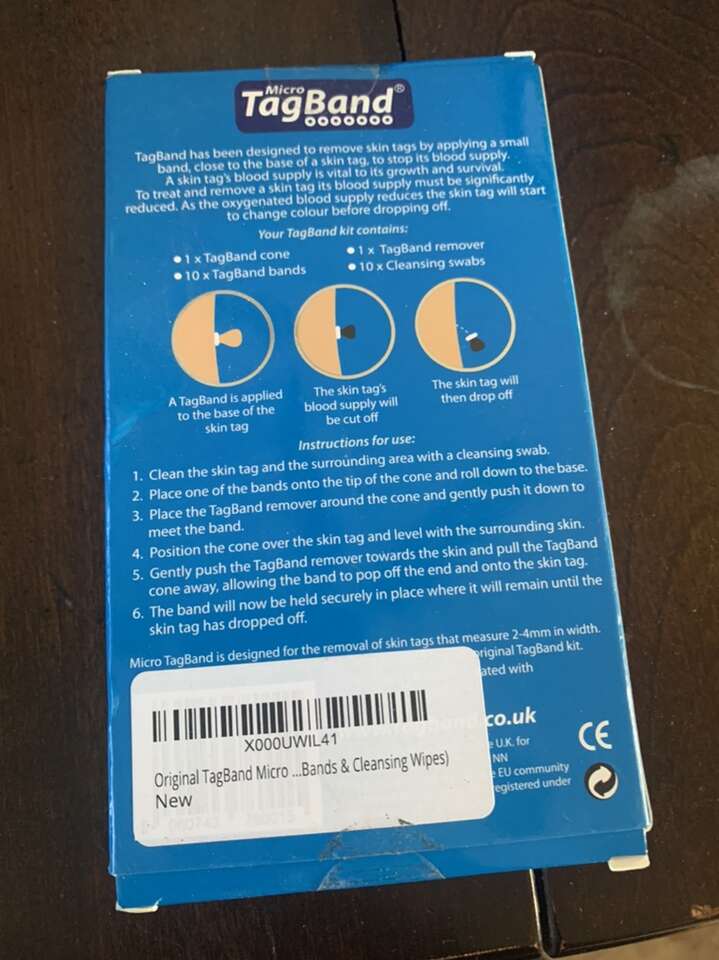 Micro
TagBand®
TagBand has been designed to remove skin tags by applying a small
band, close to the base of a skin tag, to stop its blood supply.
A skin tag's blood supply is vital to its growth and survival.
To treat and remove a skin tag its blood supply must be significantly
reduced. As the oxygenated blood supply reduces the skin tag will start
to change colour before dropping off.
Your TagBand kit contains:
● 1 x TagBand cone
● 10 x TagBand bands
● 1 x TagBand remover
● 10 x Cleansing swabs
A TagBand is applied
to the base of the
skin tag
The skin tag's
blood supply will
be cut off
The skin tag will
then drop off
Instructions for use:
1. Clean the skin tag and the surrounding area with a cleansing swab.
2. Place one of the bands onto the tip of the cone and roll down to the base.
3. Place the TagBand remover around the cone and gently push it down to
meet the band.
4. Position the cone over the skin tag and level with the surrounding skin.
5. Gently push the TagBand remover towards the skin and pull the TagBand
cone away, allowing the band to pop off the end and onto the skin tag.
6. The band will now be held securely in place where it will remain until the
skin tag has dropped off.
Micro TagBand is designed for the removal of skin tags that measure 2-4mm in width.
original TagBand kit.
ated with
.co.uk
U.K. for
NN
EU community
registered under
CE
X000UWIL41
Original TagBand Micro ...Bands & Cleansing Wipes)
New